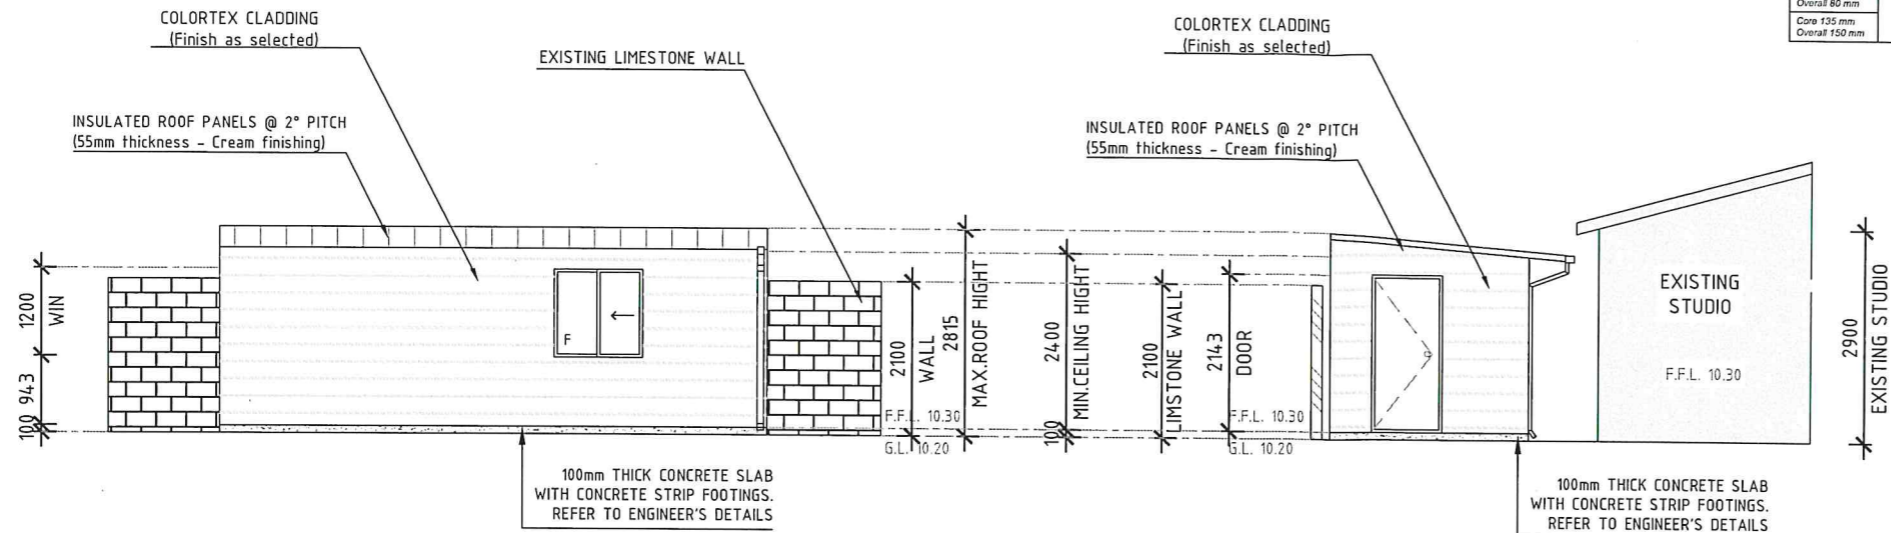 COLORTEX CLADDING
(Finish as selected)
EXISTING LIMESTONE WALL
INSULATED ROOF PANELS @ 2° PITCH
(55mm thickness - Cream finishing)
1200
WIN
943
100
F
2100
WALL
2815
MAX.ROOF HIGHT
F.F.L. 10.30
G.L. 10.20
100mm THICK CONCRETE SLAB
WITH CONCRETE STRIP FOOTINGS.
REFER TO ENGINEER'S DETAILS
COLORTEX CLADDING
(Finish as selected)
INSULATED ROOF PANELS @ 2° PITCH
(55mm thickness - Cream finishing)
2400
MIN.CEILING HIGHT
100
2100
LIMSTONE WALL
2143
DOOR
F.F.L. 10.30
G.L. 10.20
EXISTING
STUDIO
F.F.L. 10.30
2900
EXISTING STUDIO
100mm THICK CONCRETE SLAB
WITH CONCRETE STRIP FOOTINGS.
REFER TO ENGINEER'S DETAILS
Overall 80 mm
Core 135 mm
Overall 150 mm